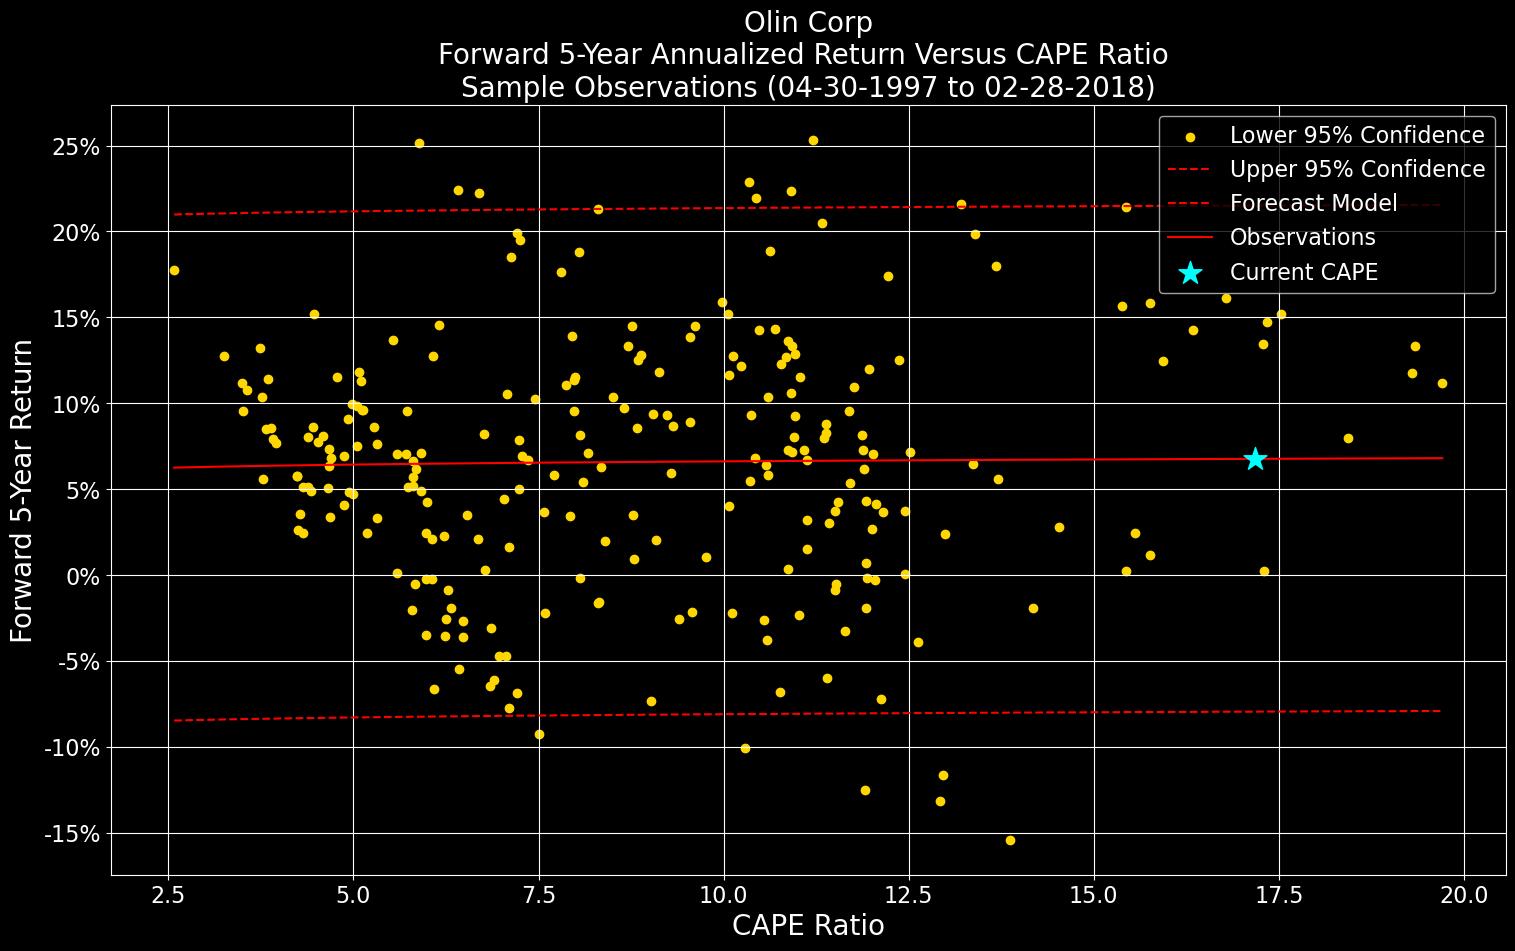 Olin Corp
Forward 5-Year Annualized Return Versus CAPE Ratio
Sample Observations (04-30-1997 to 02-28-2018)
Lower 95% Confidence
Upper 95% Confidence
Forecast Model
Observations
Current CAPE
Forward 5-Year Return
25%
20%
15%
10%
5%
0%
-5%
-10%
-15%
2.5 5.0 7.5 10.0 12.5 15.0 17.5 20.0
CAPE Ratio